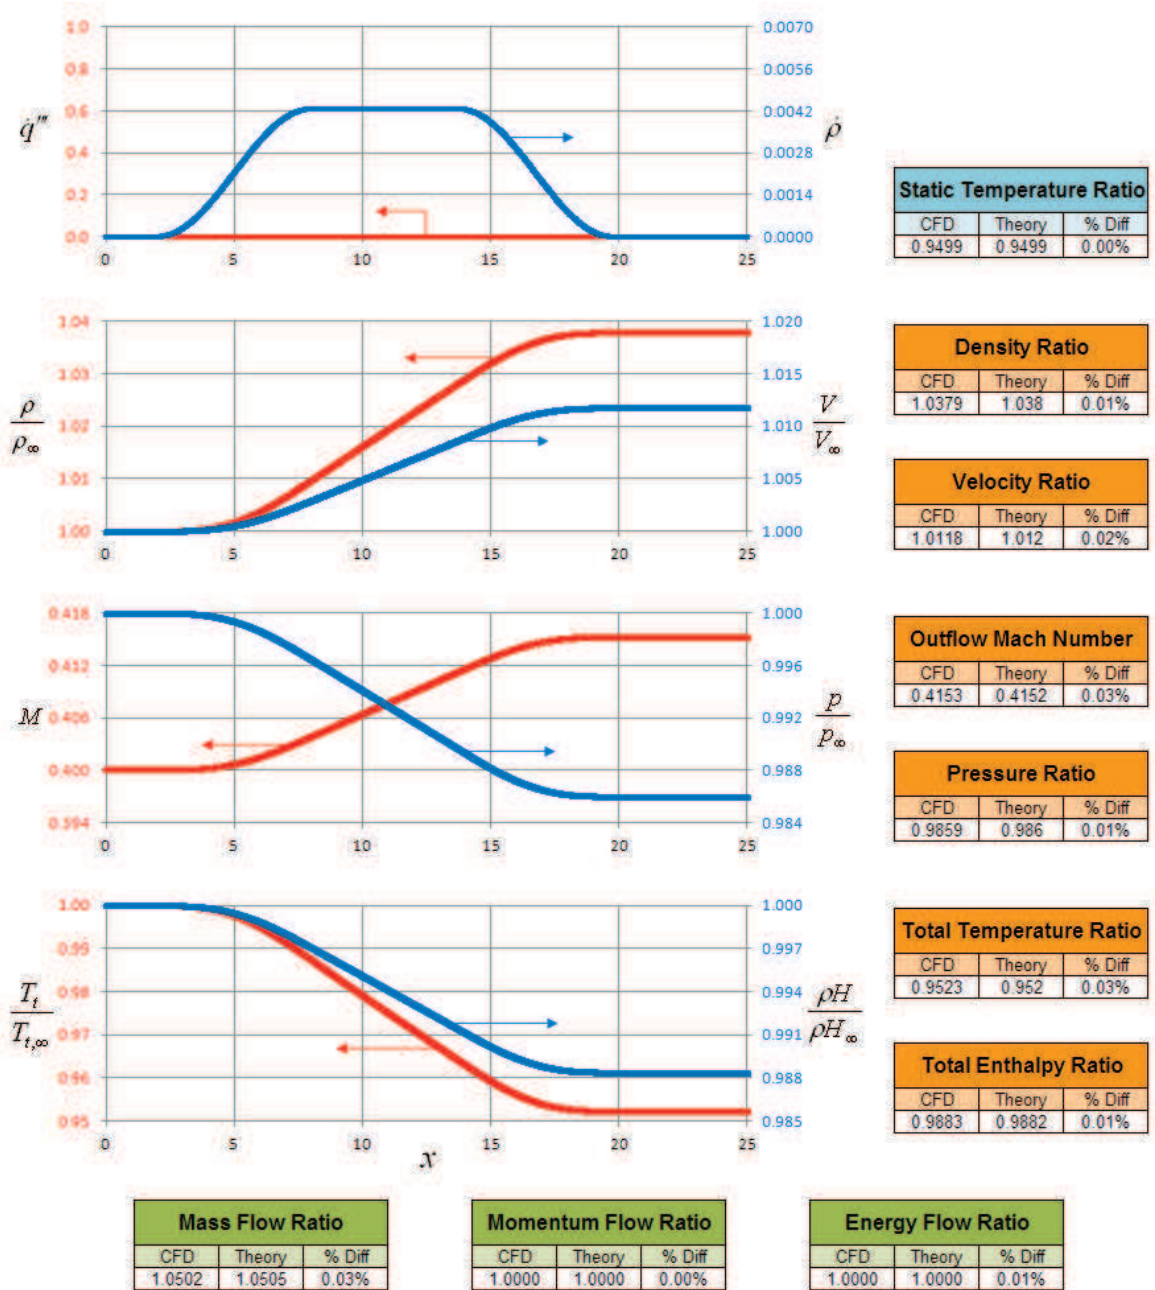 1.0
0.8
0.6
0.4
0.2
0.0
q̇'''
0.0070
0.0056
0.0042
0.0028
0.0014
0.0000
ρ̇
0 5 10 15 20 25
Static Temperature Ratio
CFD Theory % Diff
0.9499 0.9499 0.00%
1.04
1.03
1.02
1.01
1.00
ρ
ρ∞
1.020
1.015
1.010
1.005
1.000
V
V∞
0 5 10 15 20 25
Density Ratio
CFD Theory % Diff
1.0379 1.038 0.01%
Velocity Ratio
CFD Theory % Diff
1.0118 1.012 0.02%
0.418
0.412
0.406
0.400
0.394
M
1.000
0.996
0.992
0.988
0.984
p
p∞
0 5 10 15 20 25
Outflow Mach Number
CFD Theory % Diff
0.4153 0.4152 0.03%
Pressure Ratio
CFD Theory % Diff
0.9859 0.986 0.01%
1.00
0.99
0.98
0.97
0.96
0.95
Tt
Tt,∞
1.000
0.997
0.994
0.991
0.988
0.985
ρH
ρH∞
0 5 10 15 20 25
x
Total Temperature Ratio
CFD Theory % Diff
0.9523 0.952 0.03%
Total Enthalpy Ratio
CFD Theory % Diff
0.9883 0.9882 0.01%
Mass Flow Ratio
CFD Theory % Diff
1.0502 1.0505 0.03%
Momentum Flow Ratio
CFD Theory % Diff
1.0000 1.0000 0.00%
Energy Flow Ratio
CFD Theory % Diff
1.0000 1.0000 0.01%